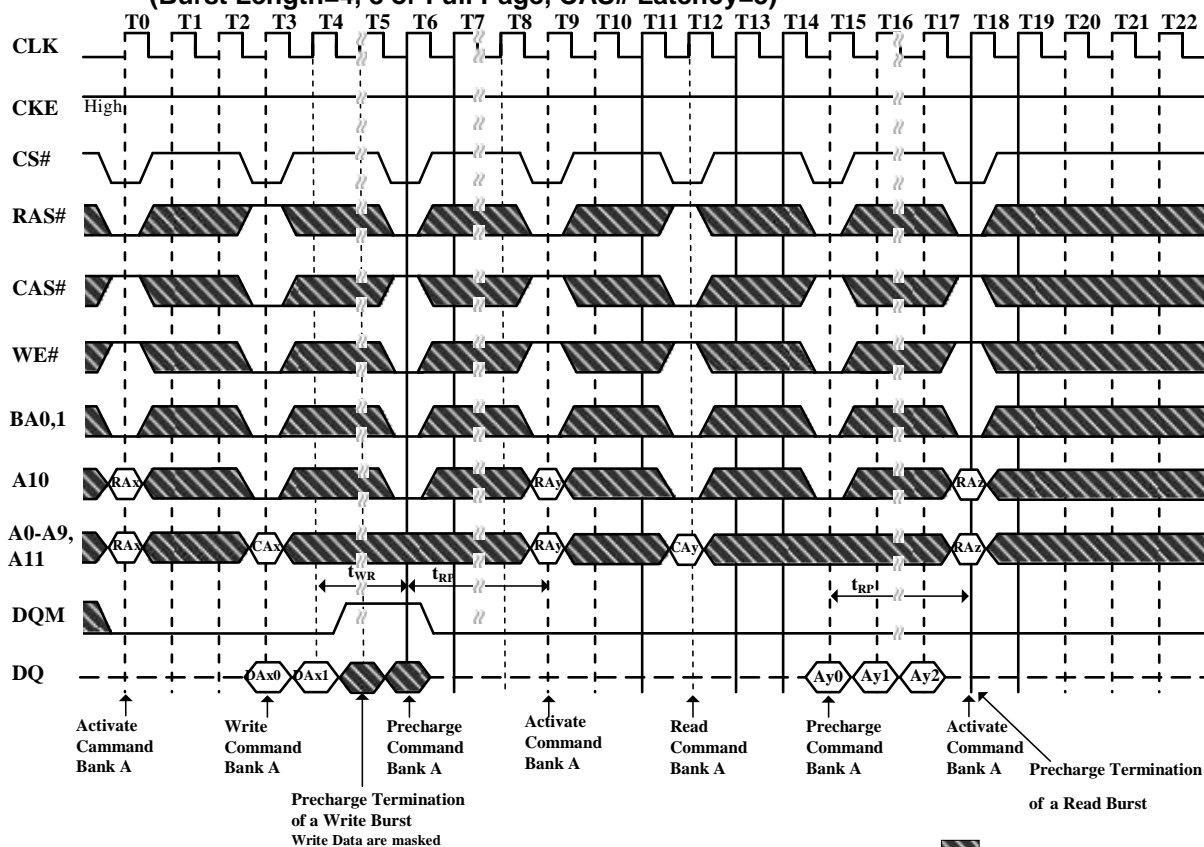 (Burst Length=4, 8 or Full Page, CAS# Latency=3)
T0 T1 T2 T3 T4 T5 T6 T7 T8 T9 T10 T11 T12 T13 T14 T15 T16 T17 T18 T19 T20 T21 T22
CLK
CKE High
CS#
RAS#
CAS#
WE#
BA0,1
A10 RAx RAy RAz
A0-A9,
A11 RAx CAx RAy CAy RAz
tWR tRP tRP
DQM
DQ DAx0 DAx1 Ay0 Ay1 Ay2
Activate
Cammand
Bank A
Write
Command
Bank A
Precharge
Command
Bank A
Activate
Command
Bank A
Read
Command
Bank A
Precharge
Command
Bank A
Activate
Command
Bank A
Precharge Termination
of a Read Burst
Precharge Termination
of a Write Burst
Write Data are masked